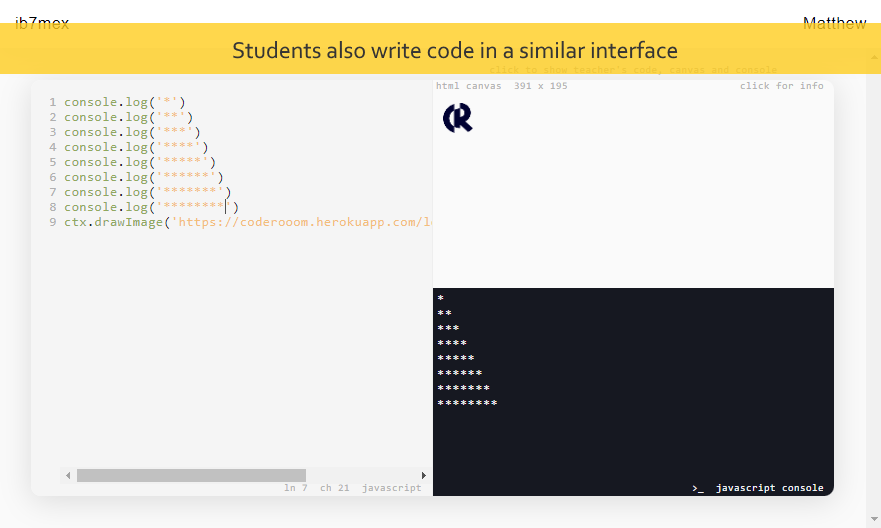 ib7mex
Matthew
Students also write code in a similar interface
click to show teacher's code, canvas and console
html canvas 391 x 195
click for info
1 console.log('*')
2 console.log('**')
3 console.log('***')
4 console.log('****')
5 console.log('*****')
6 console.log('******')
7 console.log('*******')
8 console.log('********')
9 ctx.drawImage('https://coderooom.herokuapp.com/l
CR
*
**
***
****
*****
******
*******
********
ln 7 ch 21 javascript
>_ javascript console